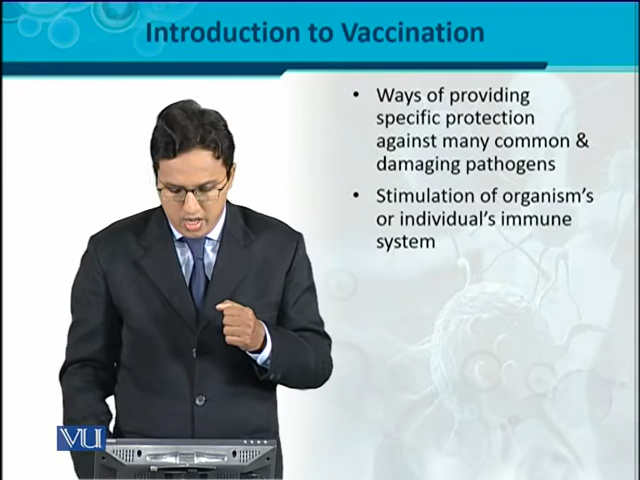 Introduction to Vaccination
• Ways of providing
specific protection
against many common &
damaging pathogens
• Stimulation of organism's
or individual's immune
system
VU